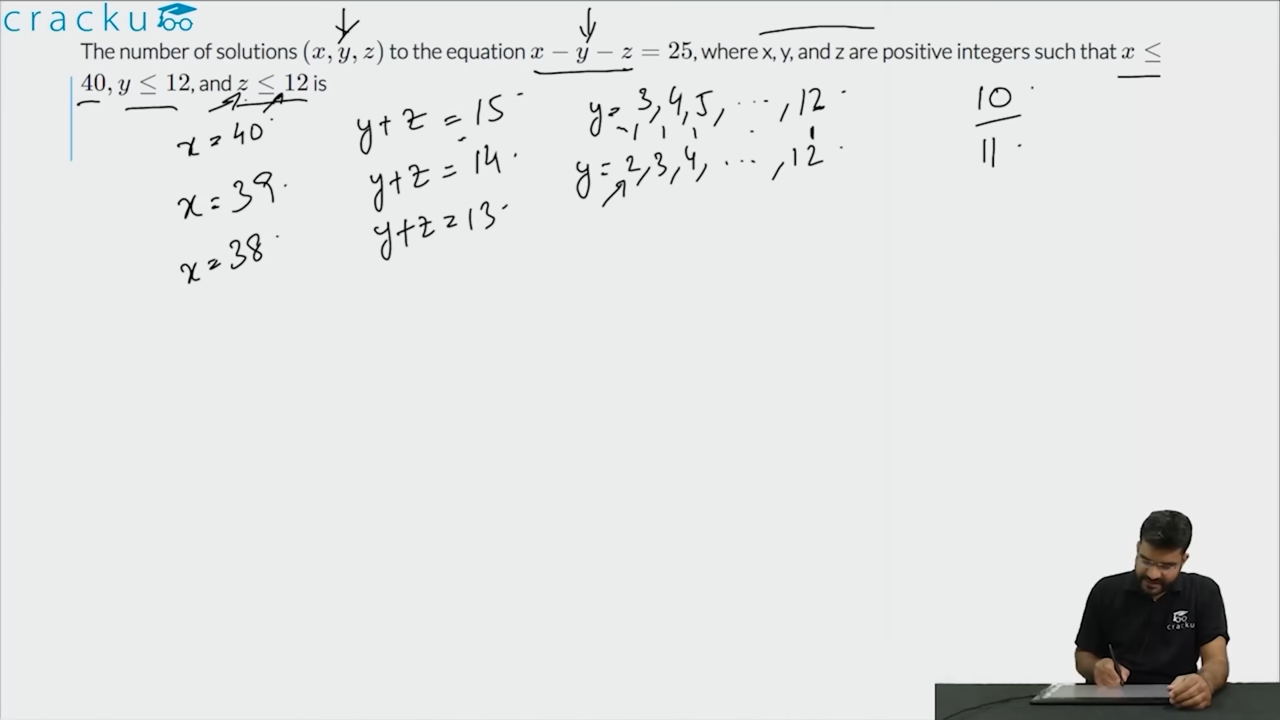 cracku
The number of solutions (x, y, z) to the equation x − y − z = 25, where x, y, and z are positive integers such that x ≤
40, y ≤ 12, and z ≤ 12 is
x = 40 y + z = 15 y = 3, 4, 5, ..., 12 10
x = 39 y + z = 14 y = 2, 3, 4, ..., 12 11
x = 38 y + z = 13
cracku